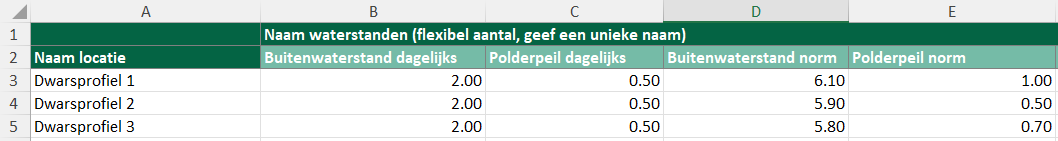 A B C D E
1 Naam waterstanden (flexibel aantal, geef een unieke naam)
2 Naam locatie Buitenwaterstand dagelijks Polderpeil dagelijks Buitenwaterstand norm Polderpeil norm
3 Dwarsprofiel 1 2.00 0.50 6.10 1.00
4 Dwarsprofiel 2 2.00 0.50 5.90 0.50
5 Dwarsprofiel 3 2.00 0.50 5.80 0.70